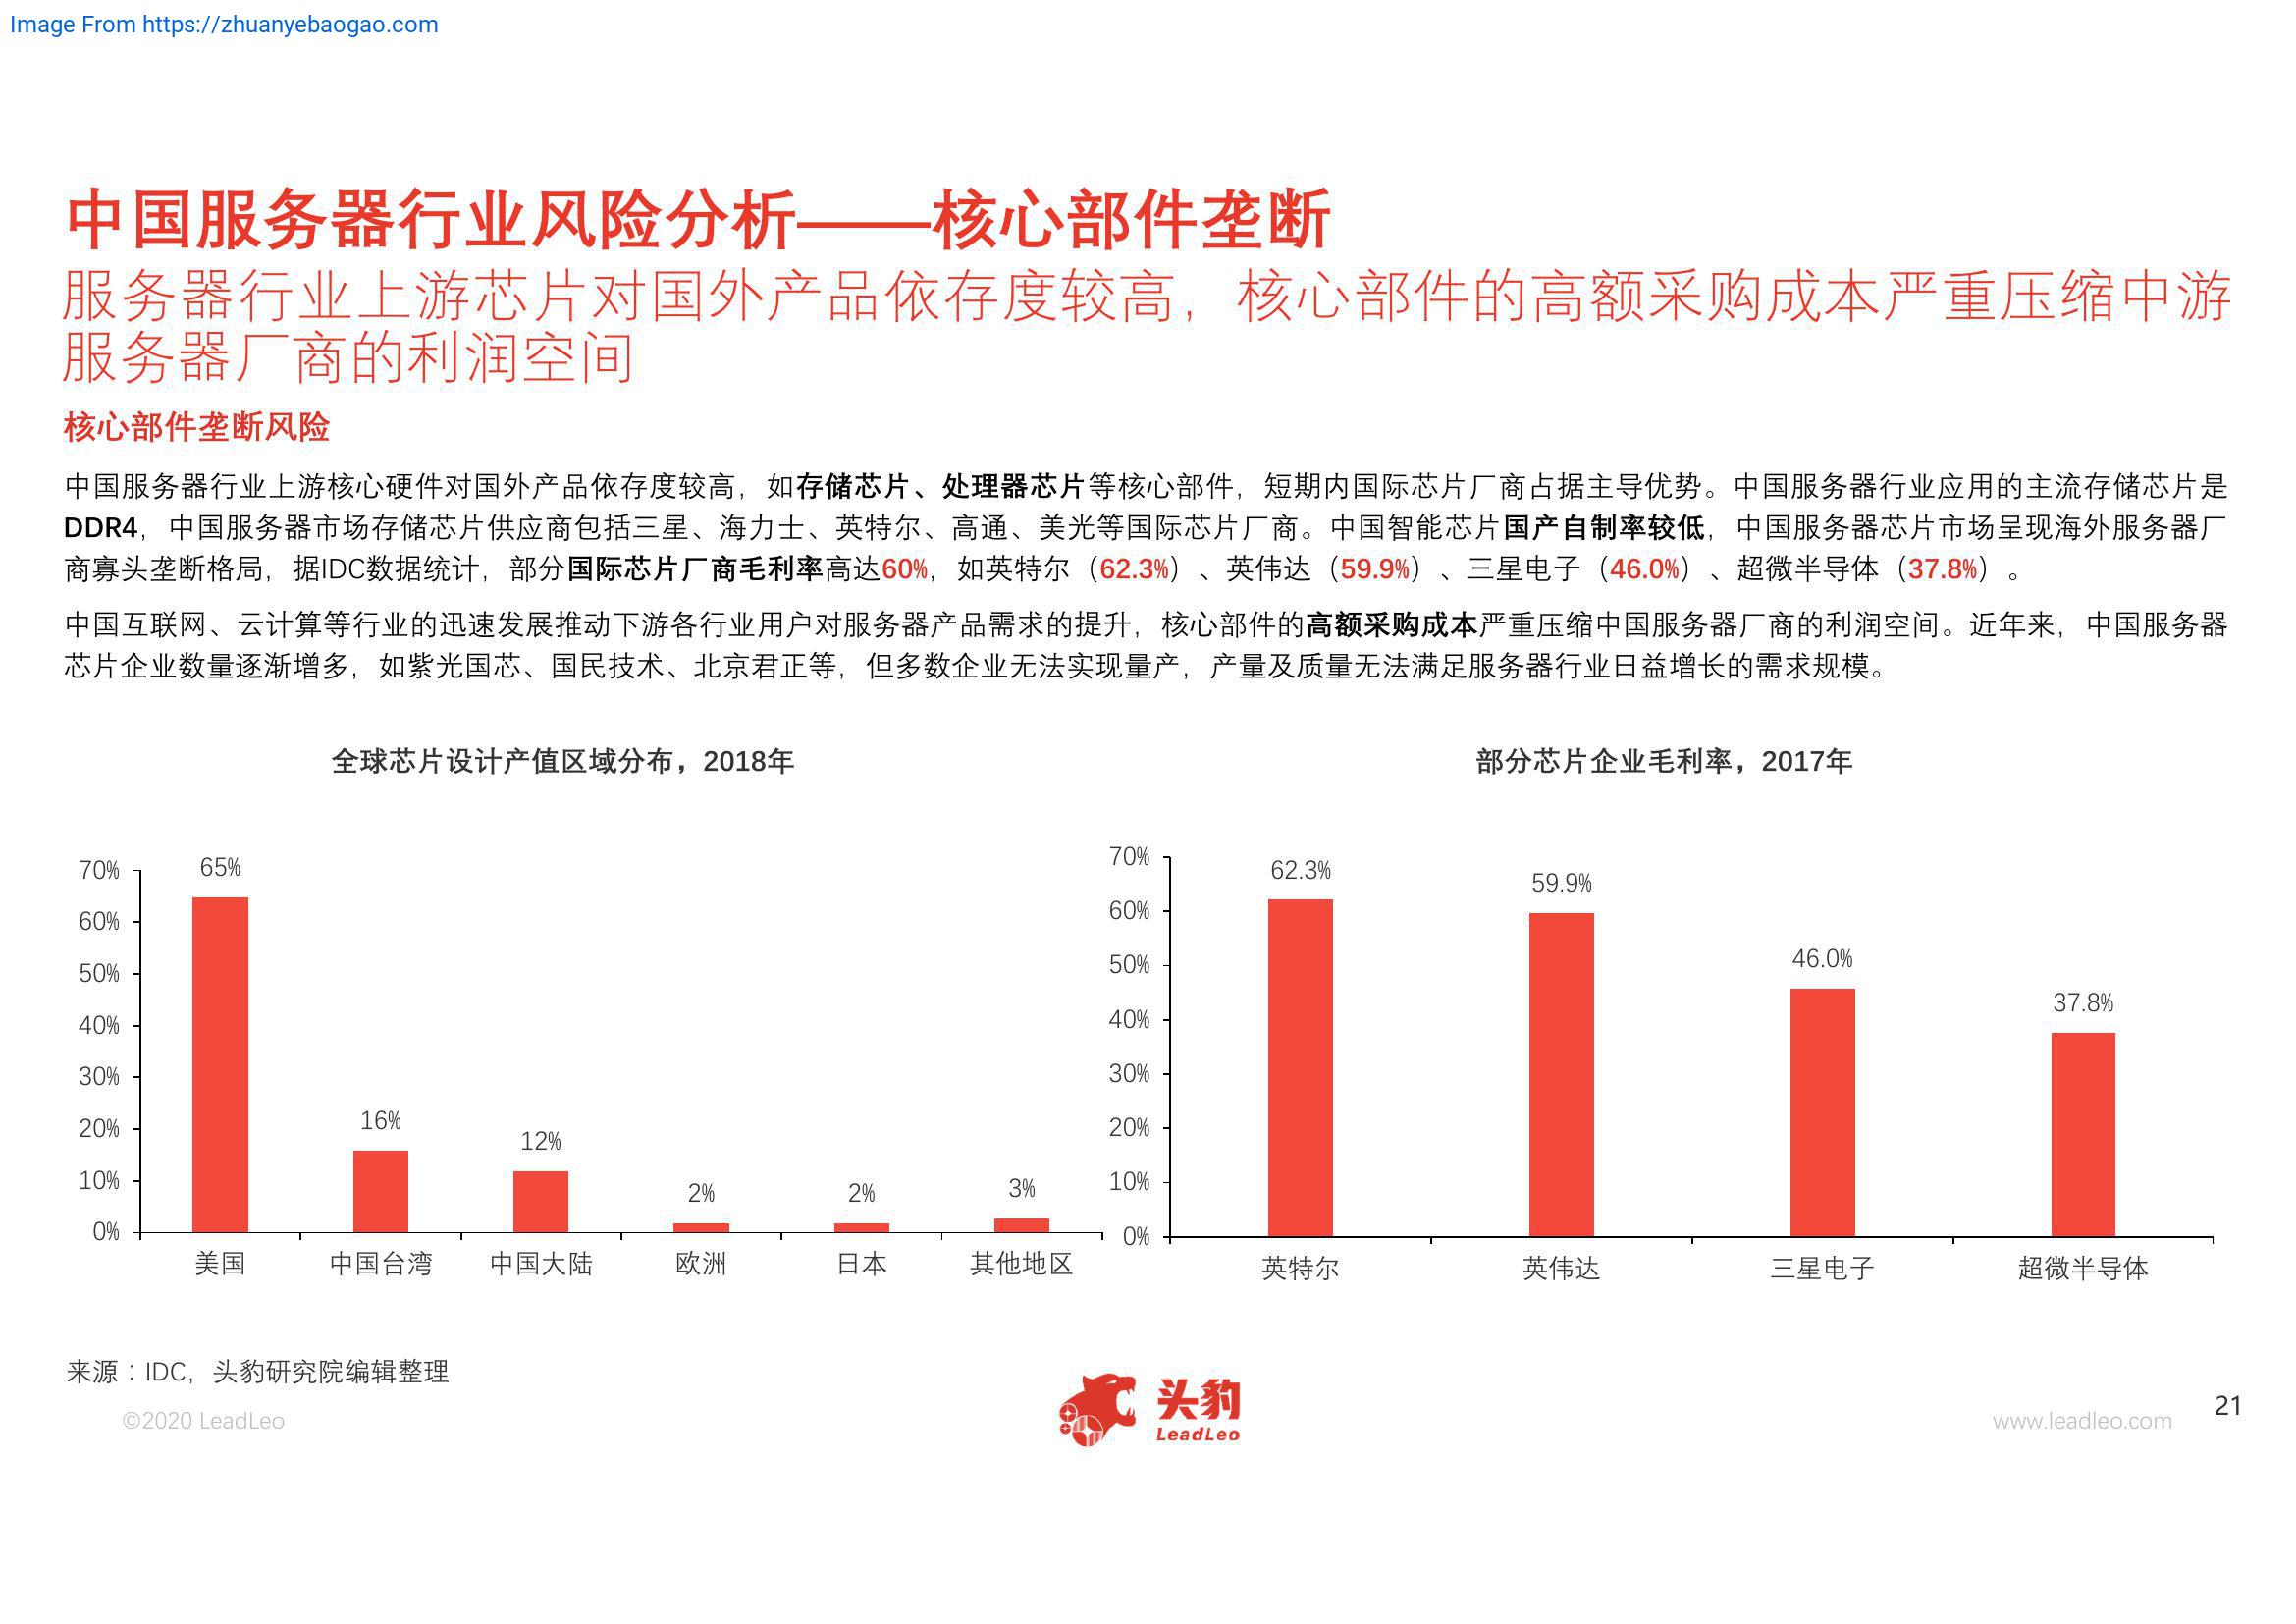 Image From https://zhuanyebaogao.com
中国服务器行业风险分析——核心部件垄断
服务器行业上游芯片对国外产品依存度较高，核心部件的高额采购成本严重压缩中游
服务器厂商的利润空间
核心部件垄断风险
中国服务器行业上游核心硬件对国外产品依存度较高，如存储芯片、处理器芯片等核心部件，短期内国际芯片厂商占据主导优势。中国服务器行业应用的主流存储芯片是
DDR4，中国服务器市场存储芯片供应商包括三星、海力士、英特尔、高通、美光等国际芯片厂商。中国智能芯片国产自制率较低，中国服务器芯片市场呈现海外服务器厂
商寡头垄断格局，据IDC数据统计，部分国际芯片厂商毛利率高达60%，如英特尔（62.3%）、英伟达（59.9%）、三星电子（46.0%）、超微半导体（37.8%）。
中国互联网、云计算等行业的迅速发展推动下游各行业用户对服务器产品需求的提升，核心部件的高额采购成本严重压缩中国服务器厂商的利润空间。近年来，中国服务器
芯片企业数量逐渐增多，如紫光国芯、国民技术、北京君正等，但多数企业无法实现量产，产量及质量无法满足服务器行业日益增长的需求规模。
全球芯片设计产值区域分布，2018年
70%
60%
50%
40%
30%
20%
10%
0%
65%
16%
12%
2%
2%
3%
美国
中国台湾
中国大陆
欧洲
日本
其他地区
部分芯片企业毛利率，2017年
70%
60%
50%
40%
30%
20%
10%
0%
62.3%
59.9%
46.0%
37.8%
英特尔
英伟达
三星电子
超微半导体
来源：IDC，头豹研究院编辑整理
©2020 LeadLeo
头豹
LeadLeo
www.leadleo.com
21